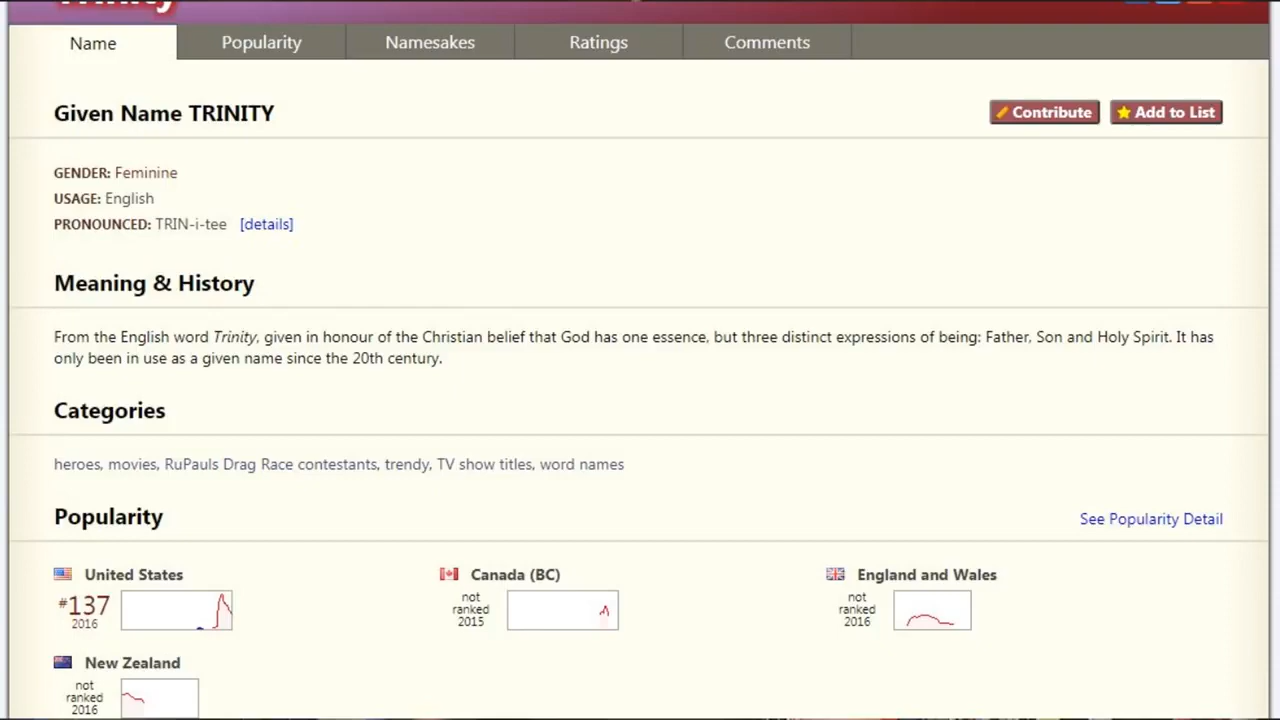 Trinity
Name Popularity Namesakes Ratings Comments
Given Name TRINITY
Contribute Add to List
GENDER: Feminine
USAGE: English
PRONOUNCED: TRIN-i-tee [details]
Meaning & History
From the English word Trinity, given in honour of the Christian belief that God has one essence, but three distinct expressions of being: Father, Son and Holy Spirit. It has
only been in use as a given name since the 20th century.
Categories
heroes, movies, RuPauls Drag Race contestants, trendy, TV show titles, word names
Popularity
See Popularity Detail
United States
#137
2016
Canada (BC)
not
ranked
2015
England and Wales
not
ranked
2016
New Zealand
not
ranked
2016